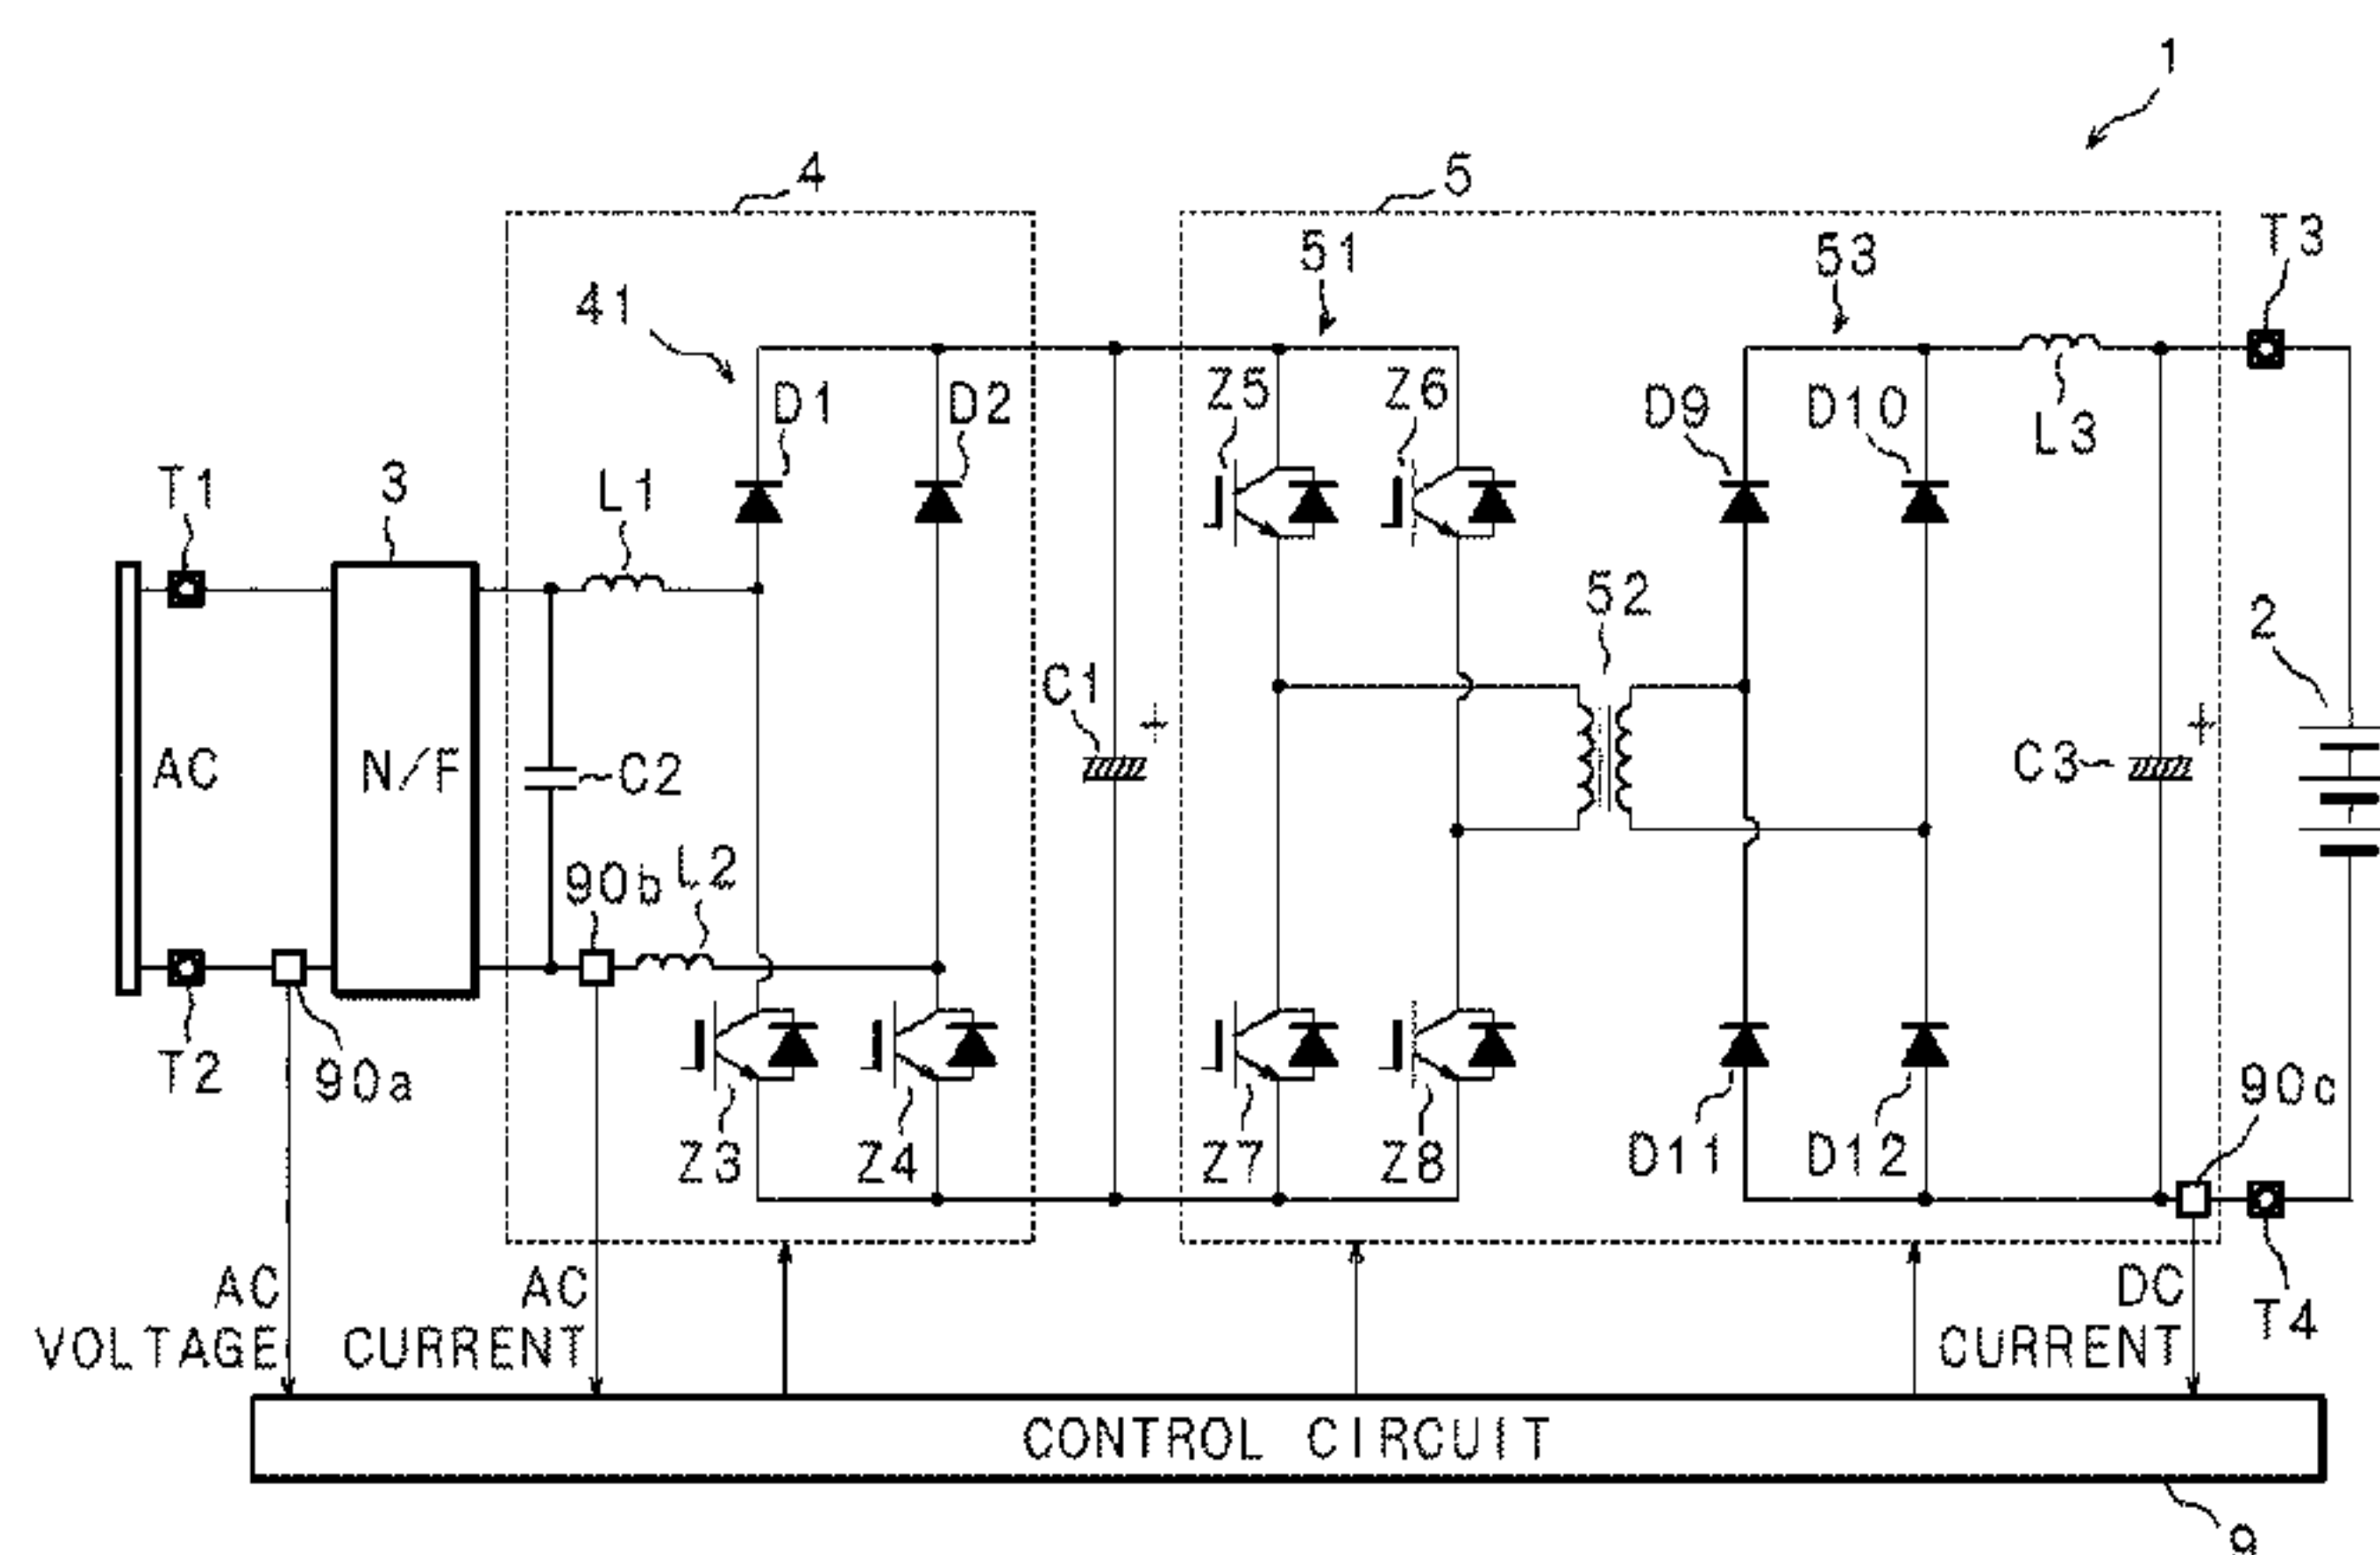 1
4
5
51
53
T3
41
D1
D2
Z5
Z6
D9
D10
L3
T1
3
L1
52
2
AC
N/F
C2
C1
+
C3
+
90b
L2
T2
90a
Z3
Z4
Z7
Z8
D11
D12
90c
AC
VOLTAGE
AC
CURRENT
DC
CURRENT
T4
CONTROL CIRCUIT
9